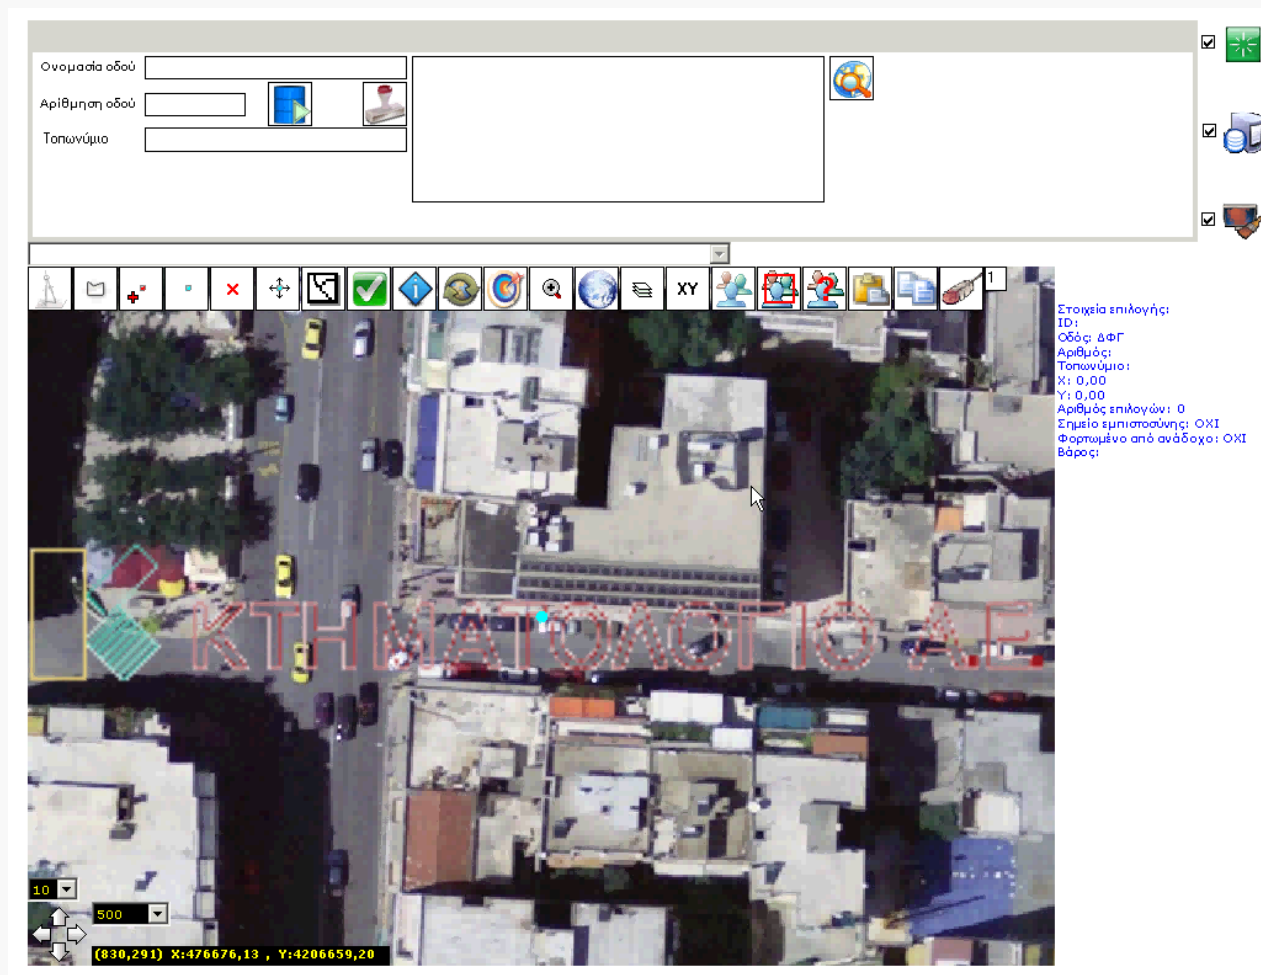 Ονομασία οδού
Αρίθμηση οδού
Τοπωνύμιο
XY
1
Στοιχεία επιλογής:
ID:
Οδός: ΔΦΓ
Αριθμός:
Τοπωνύμιο:
X: 0,00
Y: 0,00
Αριθμός επιλογών: 0
Σημείο εμπιστοσύνης: ΟΧΙ
Φορτωμένο από ανάδοχο: ΟΧΙ
Βάρος:
ΚΤΗΜΑΤΟΛΟΓΙΟ ΑΕ
10
500
(830,291) X:476676,13 , Y:4206659,20